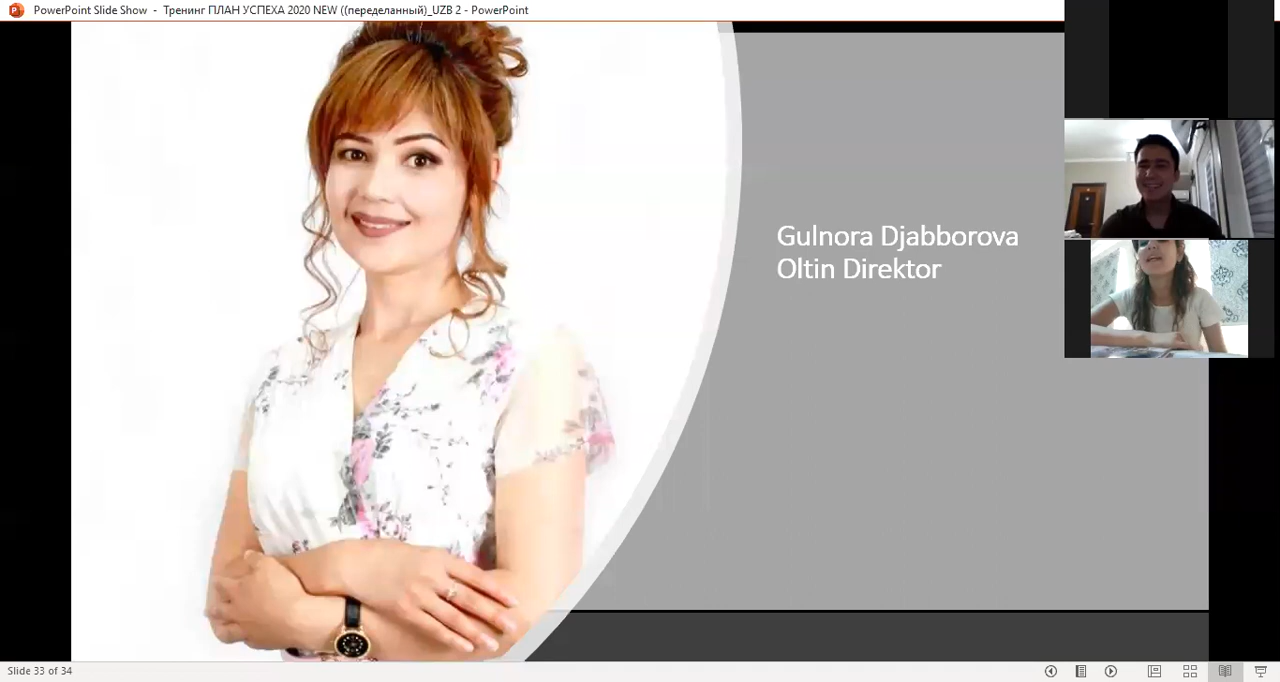 PowerPoint Slide Show - Тренинг ПЛАН УСПЕХА 2020 NEW ((переделанный)_UZB 2 - PowerPoint
Gulnora Djabborova
Oltin Direktor
Slide 33 of 34